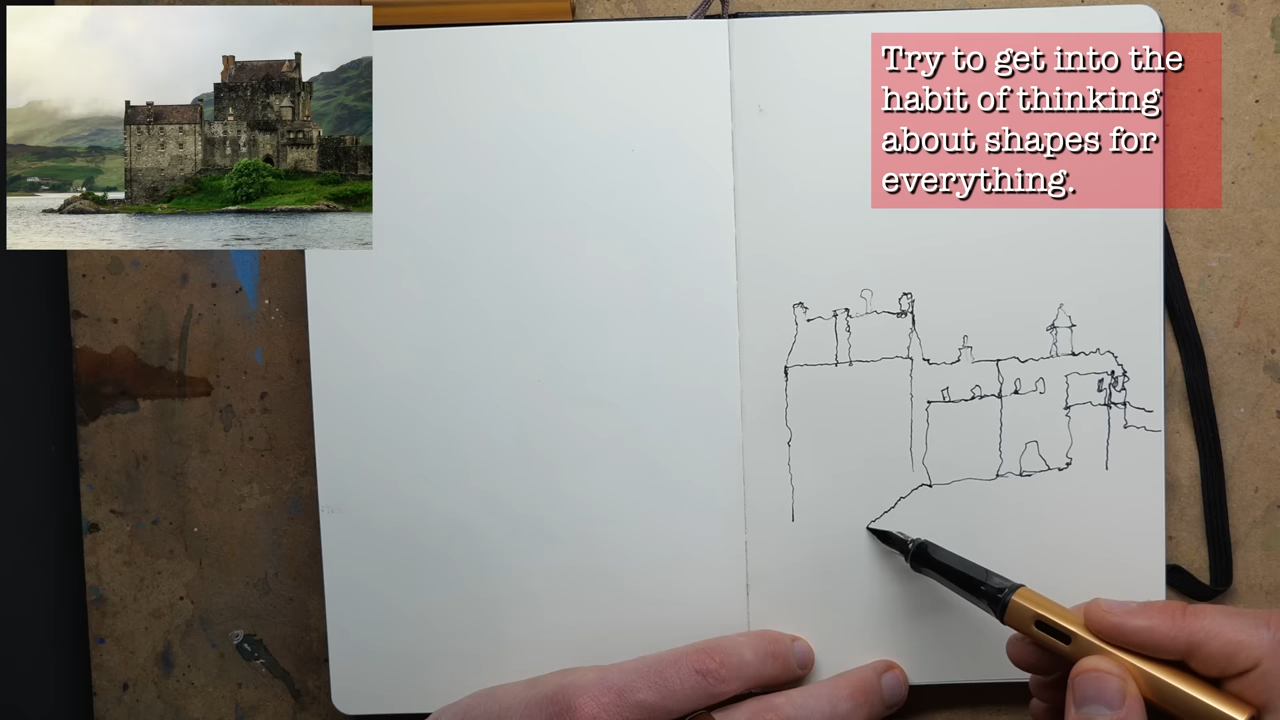 Try to get into the
habit of thinking
about shapes for
everything.